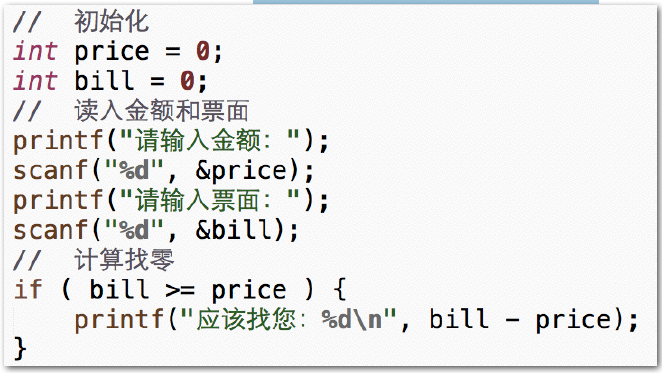 //  初始化
int price = 0;
int bill = 0;
//  读入金额和票面
printf("请输入金额：");
scanf("%d", &price);
printf("请输入票面：");
scanf("%d", &bill);
//  计算找零
if ( bill >= price ) {
    printf("应该找您：%d\n", bill - price);
}